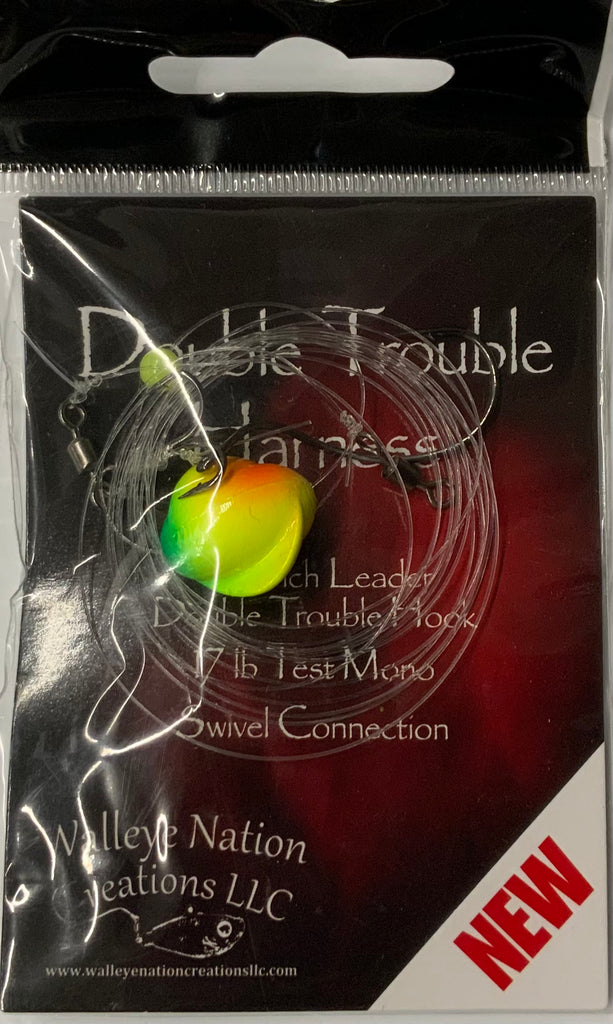 Double Trouble
Harness
Leader
Double Trouble Hook
17 lb Test Mono
Swivel Connection
Walleye Nation
Creations LLC
www.walleyenationcreationsllc.com
NEW